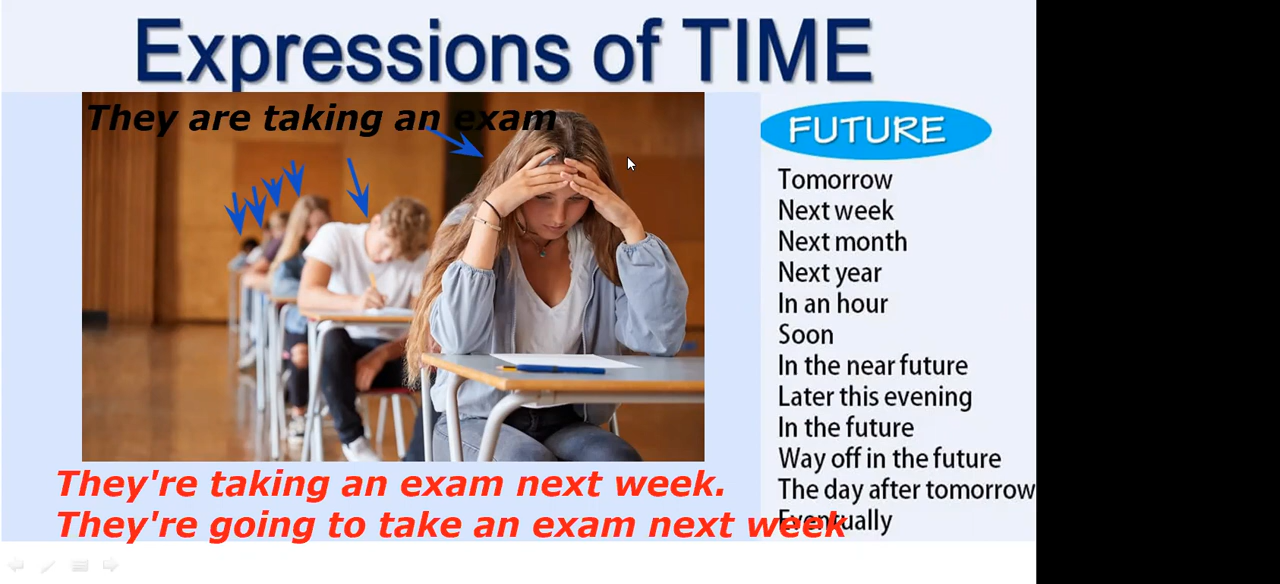 Expressions of TIME
They are taking an exam
FUTURE
Tomorrow
Next week
Next month
Next year
In an hour
Soon
In the near future
Later this evening
In the future
Way off in the future
The day after tomorrow
Eventually
They're taking an exam next week.
They're going to take an exam next week